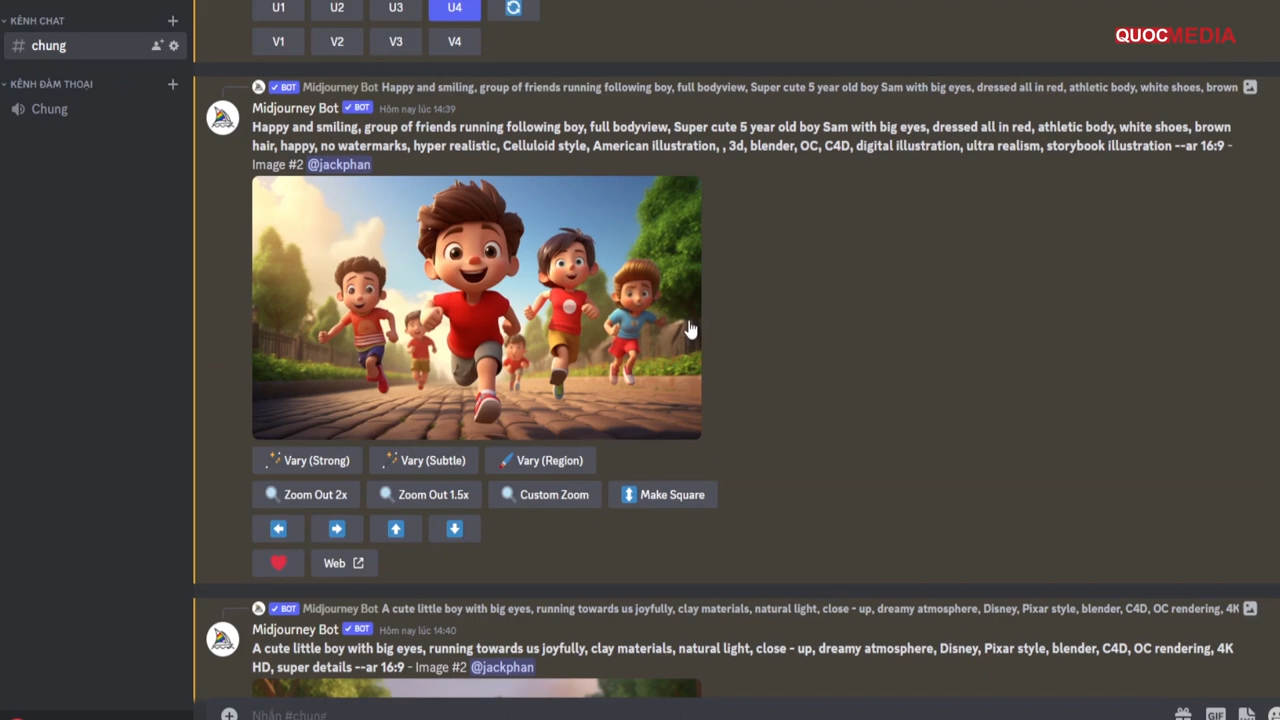 KÊNH CHAT
chung
KÊNH ĐÀM THOẠI
Chung
U1 U2 U3 U4
V1 V2 V3 V4
QUOCMEDIA
BOT Midjourney Bot Happy and smiling, group of friends running following boy, full bodyview, Super cute 5 year old boy Sam with big eyes, dressed all in red, athletic body, white shoes, brown
Midjourney Bot BOT Hôm nay lúc 14:39
Happy and smiling, group of friends running following boy, full bodyview, Super cute 5 year old boy Sam with big eyes, dressed all in red, athletic body, white shoes, brown
hair, happy, no watermarks, hyper realistic, Celluloid style, American illustration, , 3d, blender, OC, C4D, digital illustration, ultra realism, storybook illustration --ar 16:9 -
Image #2 @jackphan
Vary (Strong) Vary (Subtle) Vary (Region)
Zoom Out 2x Zoom Out 1.5x Custom Zoom Make Square
Web
BOT Midjourney Bot A cute little boy with big eyes, running towards us joyfully, clay materials, natural light, close - up, dreamy atmosphere, Disney, Pixar style, blender, C4D, OC rendering, 4K
Midjourney Bot BOT Hôm nay lúc 14:40
A cute little boy with big eyes, running towards us joyfully, clay materials, natural light, close - up, dreamy atmosphere, Disney, Pixar style, blender, C4D, OC rendering, 4K
HD, super details --ar 16:9 - Image #2 @jackphan
Nhắn #chung
GIF